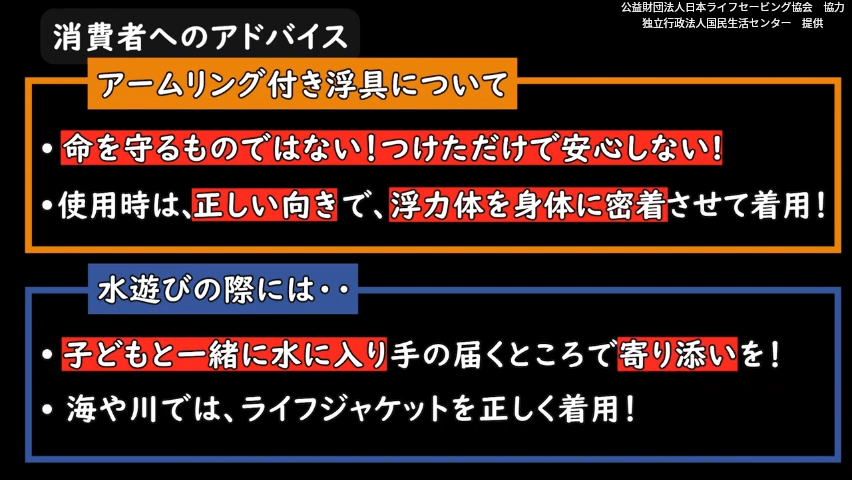 公益財団法人日本ライフセービング協会　協力
独立行政法人国民生活センター　提供
消費者へのアドバイス
アームリング付き浮具について
• 命を守るものではない！つけただけで安心しない！
• 使用時は、正しい向きで、浮力体を身体に密着させて着用！
水遊びの際には・・
• 子どもと一緒に水に入り手の届くところで寄り添いを！
• 海や川では、ライフジャケットを正しく着用！